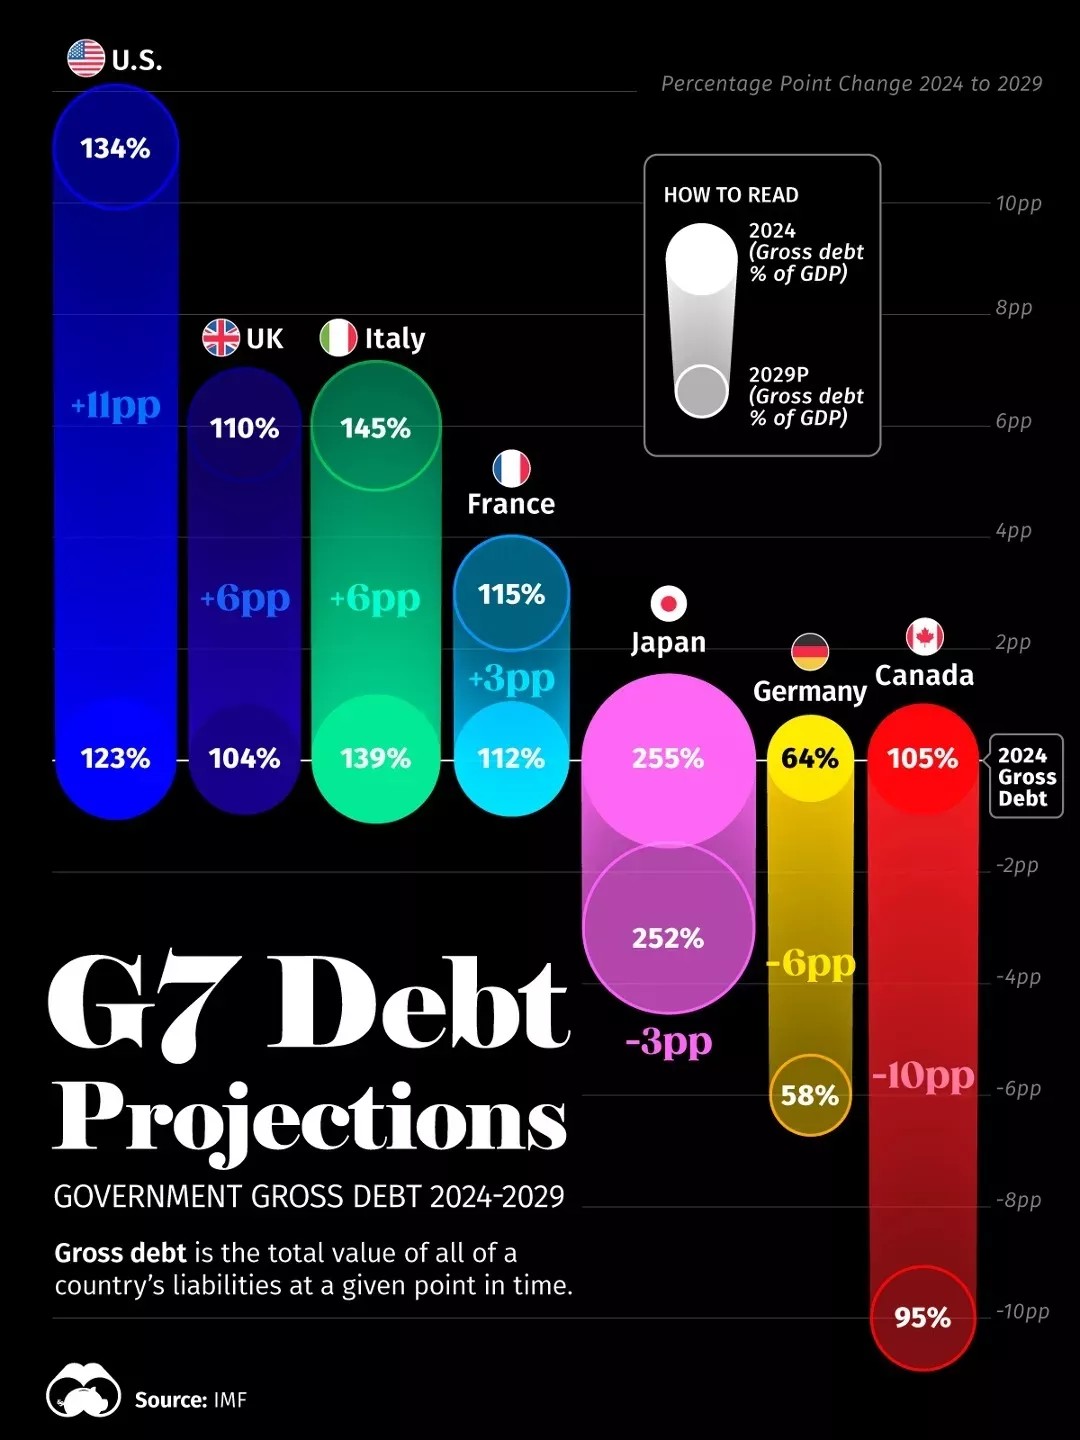 U.S.
Percentage Point Change 2024 to 2029
134%
HOW TO READ
2024
(Gross debt
% of GDP)
2029P
(Gross debt
% of GDP)
10pp
8pp
6pp
4pp
2pp
UK
Italy
+11pp
110%
145%
France
+6pp
+6pp
115%
+3pp
Japan
Germany
Canada
123%
104%
139%
112%
255%
64%
105%
2024
Gross
Debt
-2pp
252%
-6pp
-4pp
-3pp
-10pp
58%
-6pp
-8pp
95%
-10pp
G7 Debt
Projections
GOVERNMENT GROSS DEBT 2024-2029
Gross debt is the total value of all of a
country's liabilities at a given point in time.
Source: IMF